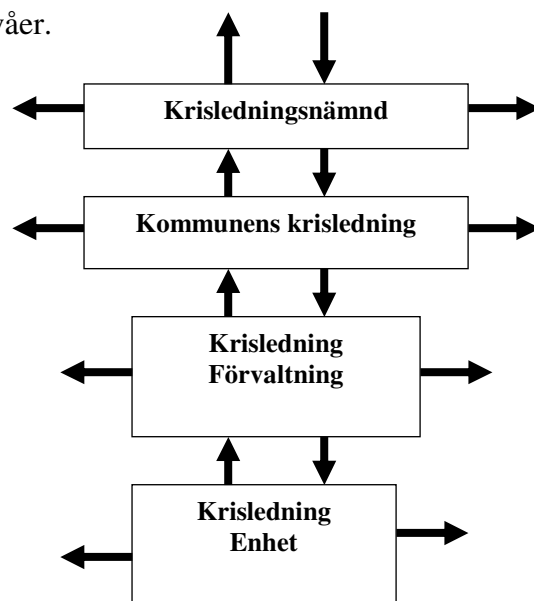 våer.
Krisledningsnämnd
Kommunens krisledning
Krisledning
Förvaltning
Krisledning
Enhet